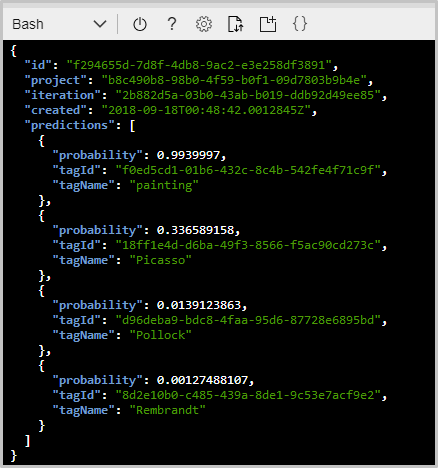 Bash
{
  "id": "f294655d-7d8f-4db8-9ac2-e3e258df3891",
  "project": "b8c490b8-98b0-4f59-b0f1-09d7803b9b4e",
  "iteration": "2b882d5a-03b0-43ab-b019-ddb92d49ee85",
  "created": "2018-09-18T00:48:42.0012845Z",
  "predictions": [
    {
      "probability": 0.9939997,
      "tagId": "f0ed5cd1-01b6-432c-8c4b-542fe4f71c9f",
      "tagName": "painting"
    },
    {
      "probability": 0.336589158,
      "tagId": "18ff1e4d-d6ba-49f3-8566-f5ac90cd273c",
      "tagName": "Picasso"
    },
    {
      "probability": 0.0139123863,
      "tagId": "d96deba9-bdc8-4faa-95d6-87728e6895bd",
      "tagName": "Pollock"
    },
    {
      "probability": 0.00127488107,
      "tagId": "8d2e10b0-c485-439a-8de1-9c53e7acf9e2",
      "tagName": "Rembrandt"
    }
  ]
}